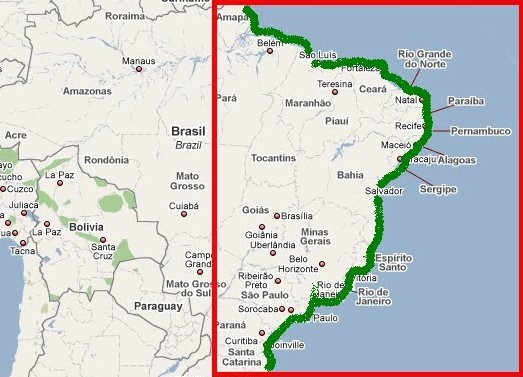 Roraima
Amapá
Belém
São Luís
Fortaleza
Rio Grande
do Norte
Manaus
Amazonas
Teresina
Ceará
Natal
Pará
Maranhão
Paraíba
Piauí
Recife
Pernambuco
Acre
Brasil
Brazil
Maceió
Rondônia
Tocantins
Aracaju
Alagoas
La Paz
Mato
Grosso
Bahia
Salvador
Sergipe
Cuzco
Juliaca
Cuiabá
Goiás
Brasília
Bolivia
La Paz
Goiânia
Minas
Gerais
Santa
Cruz
Tacna
Uberlândia
Belo
Horizonte
Espírito
Santo
Campo
Grand
Ribeirão
Preto
Vitória
Mato
Grosso
do Sul
São Paulo
Rio de
Janeiro
Rio de
Janeiro
Paraguay
Sorocaba
Paulo
Paraná
Curitiba
Joinville
Santa
Catarina